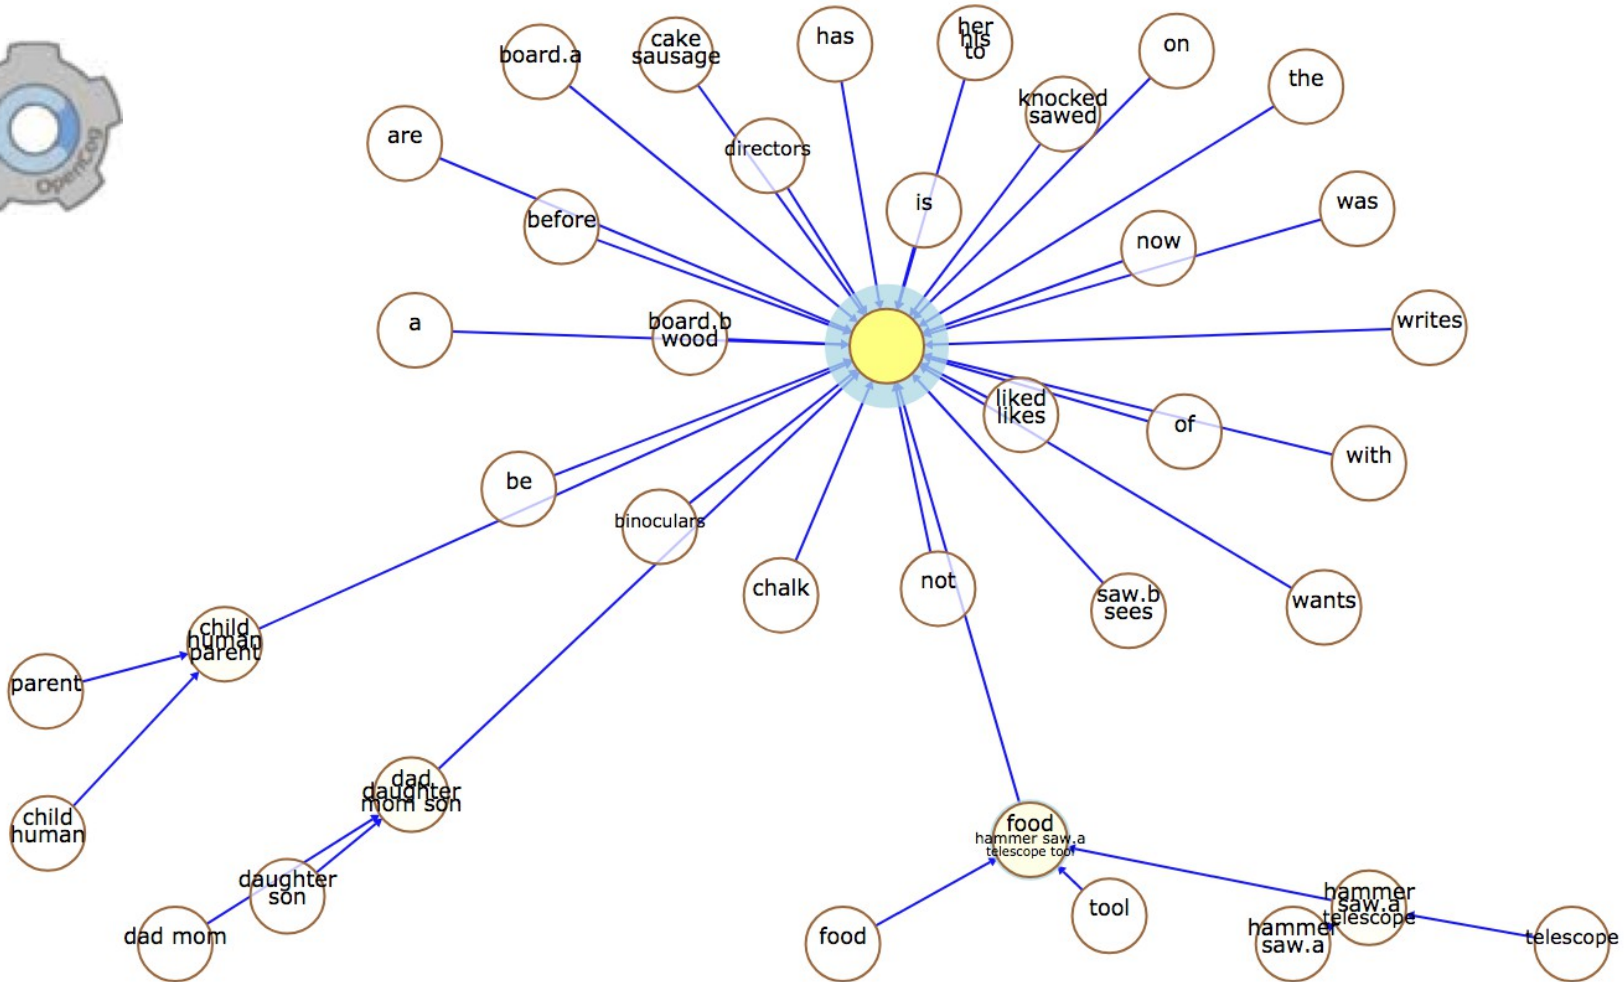 has
her
his
to
cake
sausage
board.a
on
the
knocked
sawed
OpenCog
are
directors
is
was
before
now
a
board.b
wood
writes
liked
likes
of
with
be
binoculars
chalk
not
saw.b
sees
wants
child
human
parent
parent
child
human
dad
daughter
mom son
daughter
son
dad mom
food
hammer saw.a
telescope tool
food
tool
hammer
saw.a
telescope
hammer
saw.a
telescope